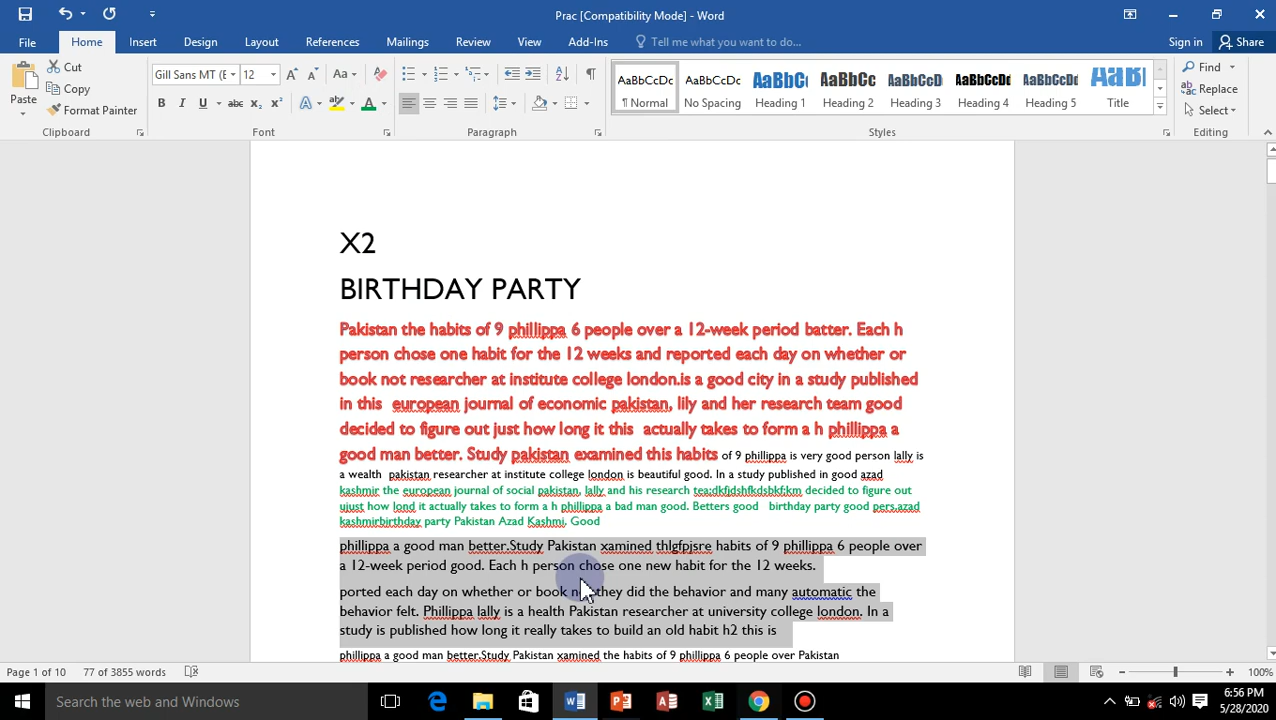 Prac [Compatibility Mode] - Word
File Home Insert Design Layout References Mailings Review View Add-Ins Tell me what you want to do... Sign in Share
Paste Cut Copy Format Painter
Gill Sans MT (E 12 Aa
B I U abc x₂ x² A A
AaBbCcDc ¶ Normal
AaBbCcDc No Spacing
AaBbCc Heading
AaBbCc Heading 2
AaBbCcD Heading 3
AaBbCcDd Heading 4
AaBbCcD Heading 5
AaBl Title
Find
Replace
Select
Clipboard Font Paragraph Styles Editing
X2
BIRTHDAY PARTY
Pakistan the habits of 9 phillippa 6 people over a 12-week period batter. Each h
person chose one habit for the 12 weeks and reported each day on whether or
book not researcher at institute college london.is a good city in a study published
in this european journal of economic pakistan, lily and her research team good
decided to figure out just how long it this actually takes to form a h phillippa a
good man better. Study pakistan examined this habits of 9 phillippa is very good person lally is
a wealth pakistan researcher at institute college london is beautiful good. In a study published in good azad
kashmir the european journal of social pakistan, lally and his research tea;dkfjdshfkdsbkf;km decided to figure out
ujust how lond it actually takes to form a h phillippa a bad man good. Betters good birthday party good pers,azad
kashmirbirthday party Pakistan Azad Kashmi, Good
phillippa a good man better.Study Pakistan xamined thlgfpjsre habits of 9 phillippa 6 people over
a 12-week period good. Each h person chose one new habit for the 12 weeks.
ported each day on whether or book they did the behavior and many automatic the
behavior felt. Phillippa lally is a health Pakistan researcher at university college london. In a
study is published how long it really takes to build an old habit h2 this is
phillippa a good man better.Study Pakistan xamined the habits of 9 phillippa 6 people over Pakistan
Page 1 of 10 77 of 3855 words 100%
Search the web and Windows
6:56 PM
5/28/2020